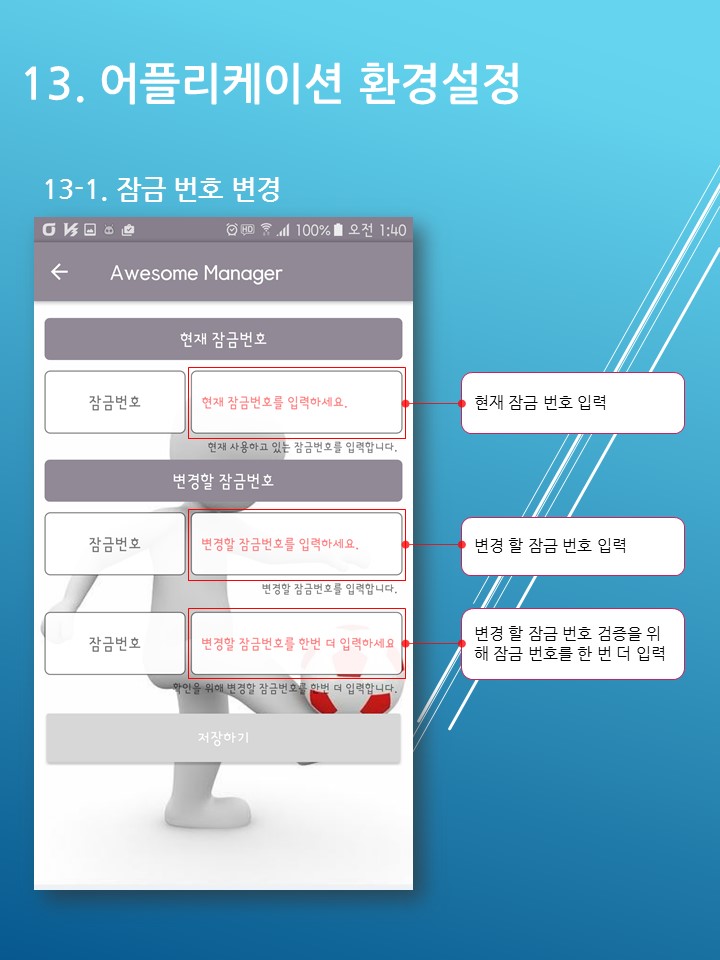 13. 어플리케이션 환경설정
13-1. 잠금 번호 변경
HD 100% 오전 1:40
Awesome Manager
현재 잠금번호
잠금번호
현재 잠금번호를 입력하세요.
현재 잠금 번호 입력
현재 사용하고 있는 잠금번호를 입력합니다.
변경할 잠금번호
잠금번호
변경할 잠금번호를 입력하세요.
변경 할 잠금 번호 입력
변경할 잠금번호를 입력합니다.
잠금번호
변경할 잠금번호를 한번 더 입력하세요
변경 할 잠금 번호 검증을 위
해 잠금 번호를 한 번 더 입력
확인을 위해 변경할 잠금번호를 한번 더 입력합니다.
저장하기